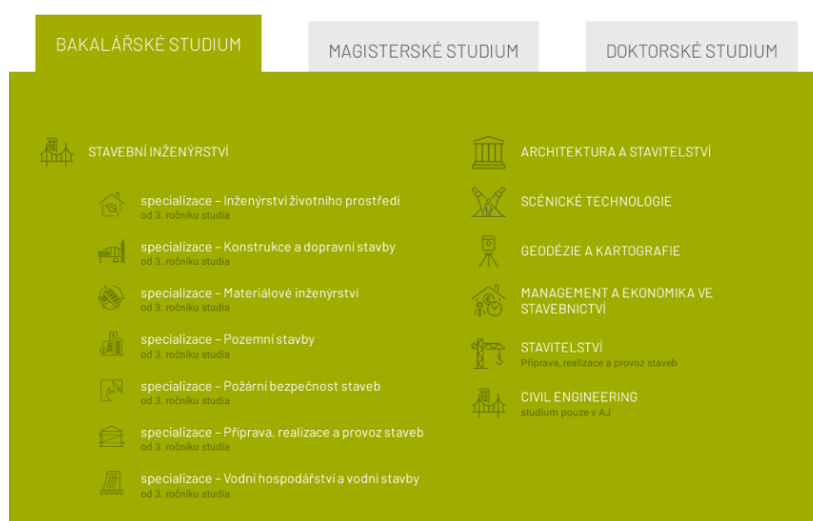 BAKALÁŘSKÉ STUDIUM
MAGISTERSKÉ STUDIUM
DOKTORSKÉ STUDIUM
STAVEBNÍ INŽENÝRSTVÍ
specializace – Inženýrství životního prostředí
od 3. ročníku studia
specializace – Konstrukce a dopravní stavby
od 3. ročníku studia
specializace – Materiálové inženýrství
od 3. ročníku studia
specializace – Pozemní stavby
od 3. ročníku studia
specializace – Požární bezpečnost staveb
od 3. ročníku studia
specializace – Příprava, realizace a provoz staveb
od 3. ročníku studia
specializace – Vodní hospodářství a vodní stavby
od 3. ročníku studia
ARCHITEKTURA A STAVITELSTVÍ
SCÉNICKÉ TECHNOLOGIE
GEODÉZIE A KARTOGRAFIE
MANAGEMENT A EKONOMIKA VE
STAVEBNICTVÍ
STAVITELSTVÍ
Příprava, realizace a provoz staveb
CIVIL ENGINEERING
studium pouze v AJ